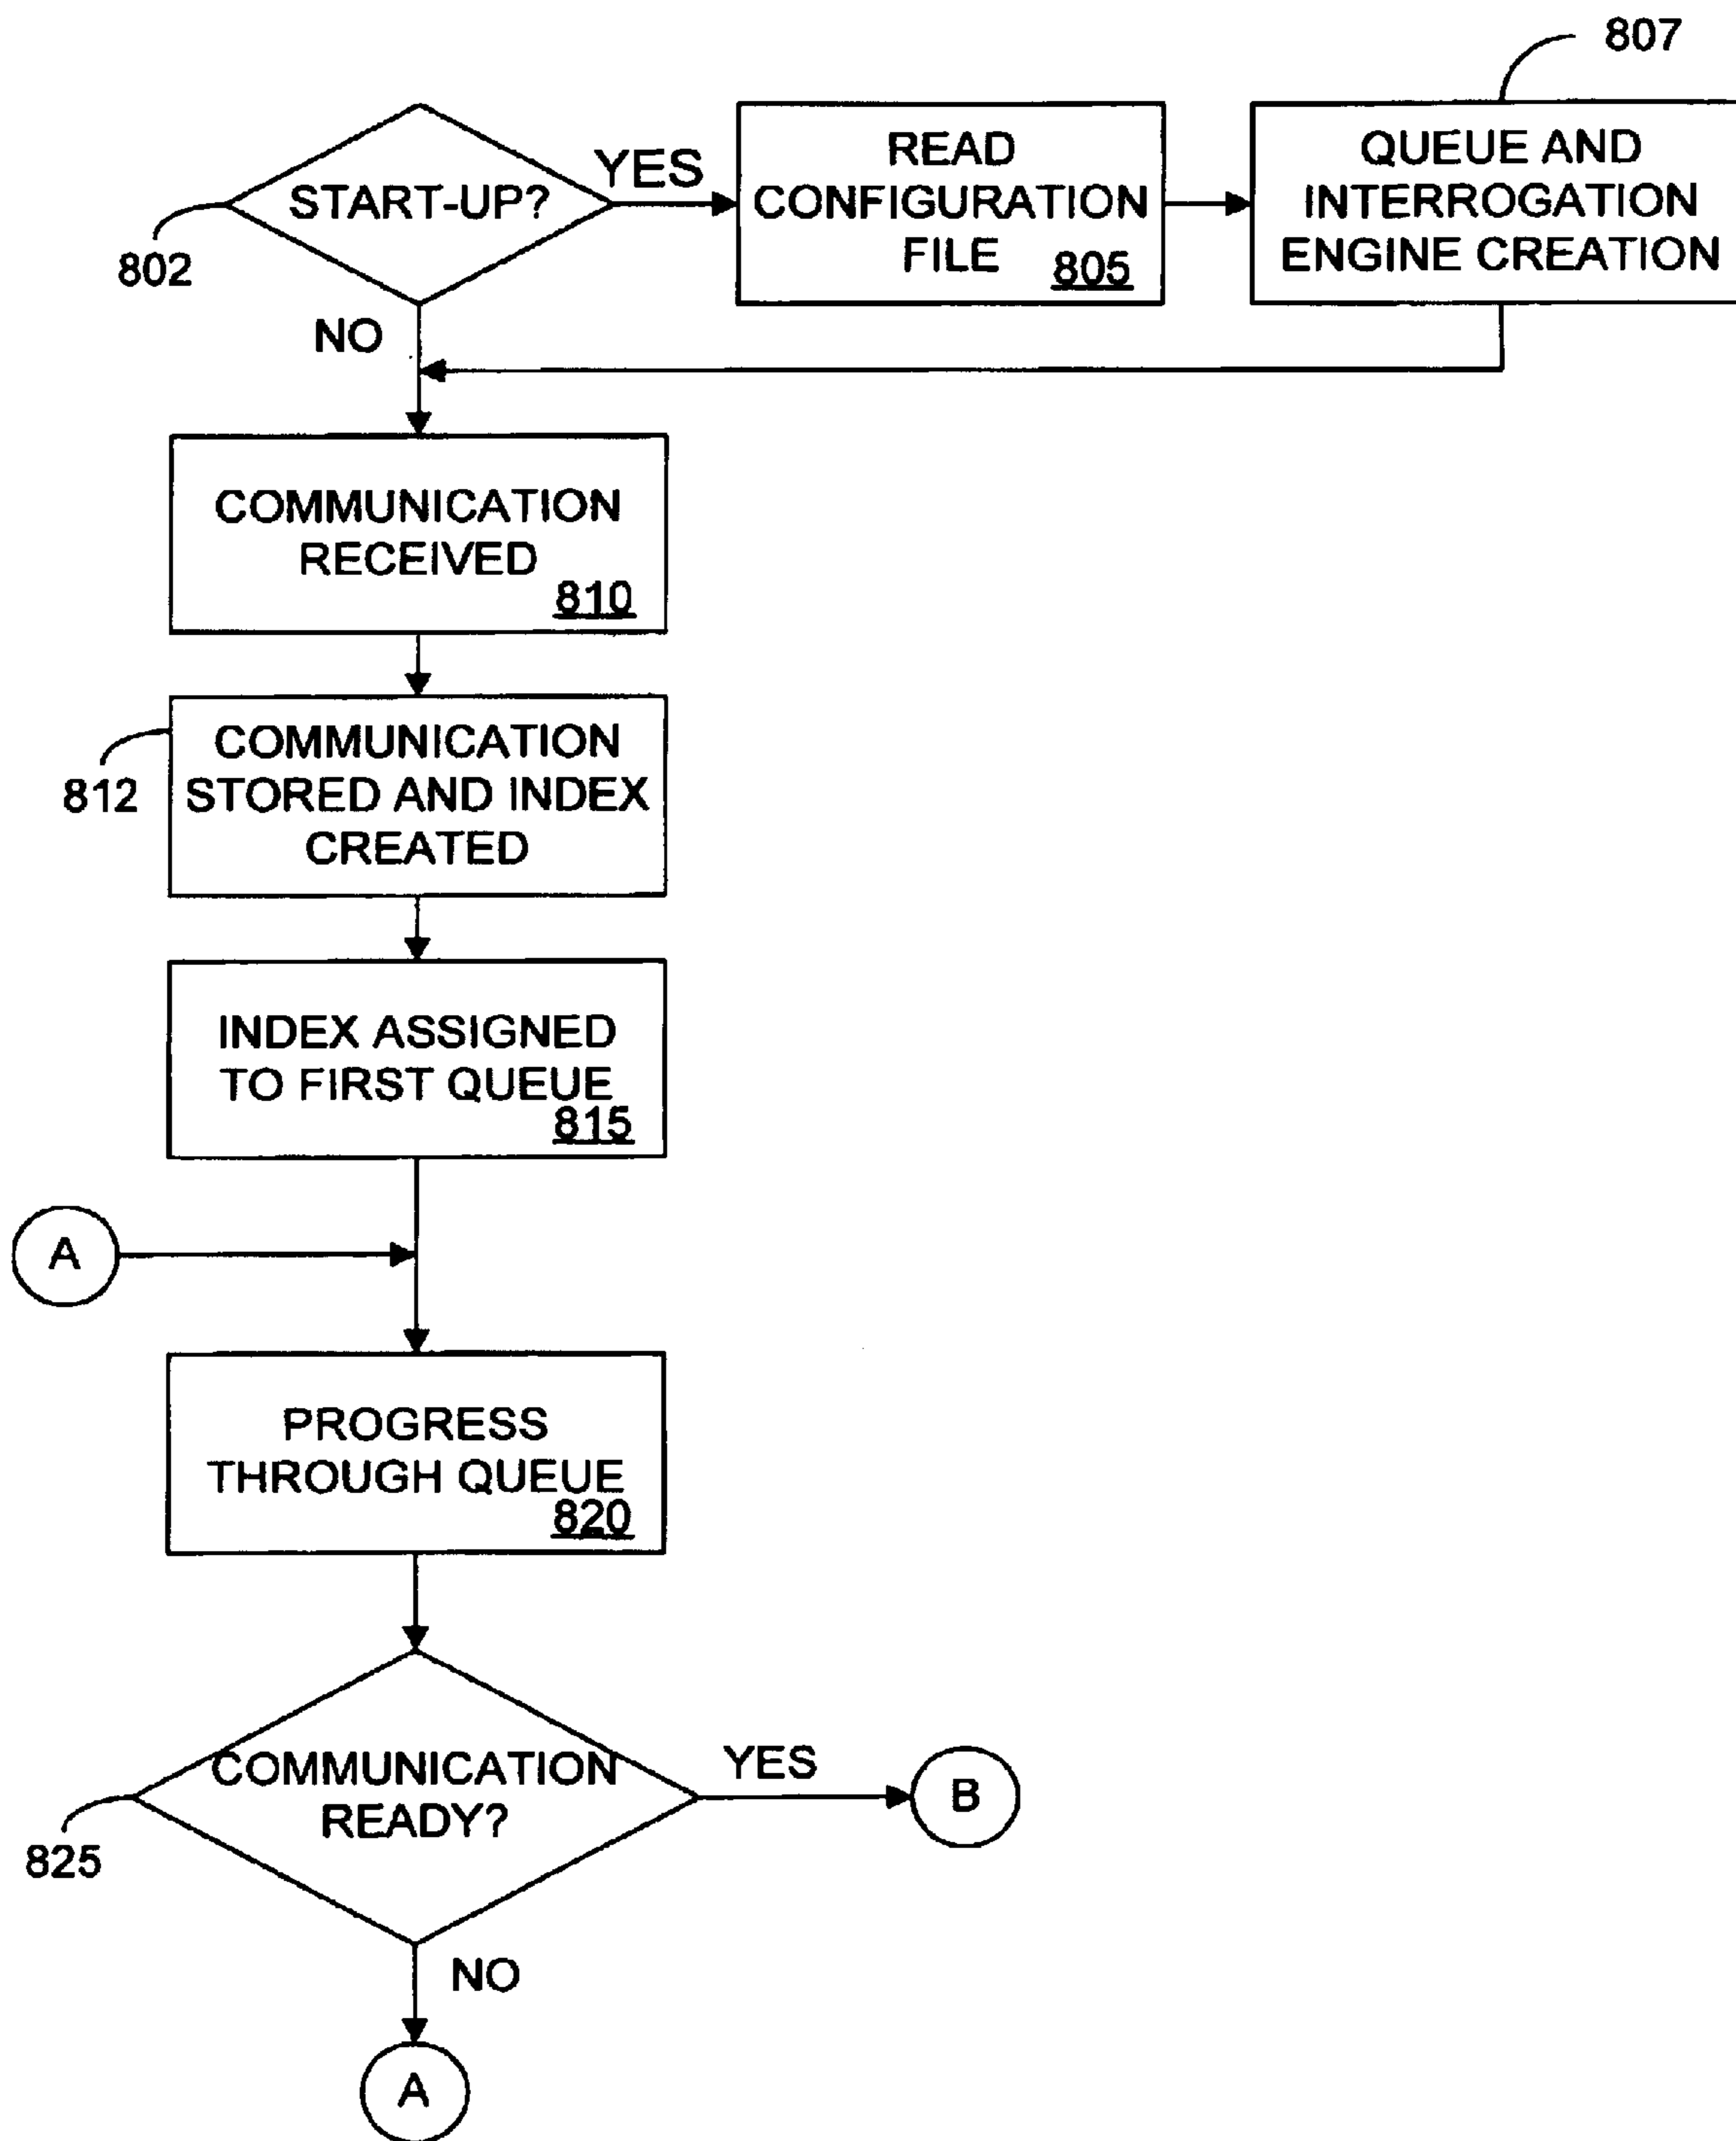 807
START-UP?
YES
READ
CONFIGURATION
FILE 805
QUEUE AND
INTERROGATION
ENGINE CREATION
802
NO
COMMUNICATION
RECEIVED
810
COMMUNICATION
STORED AND INDEX
CREATED
812
INDEX ASSIGNED
TO FIRST QUEUE
815
A
PROGRESS
THROUGH QUEUE
820
COMMUNICATION
READY?
YES
B
825
NO
A